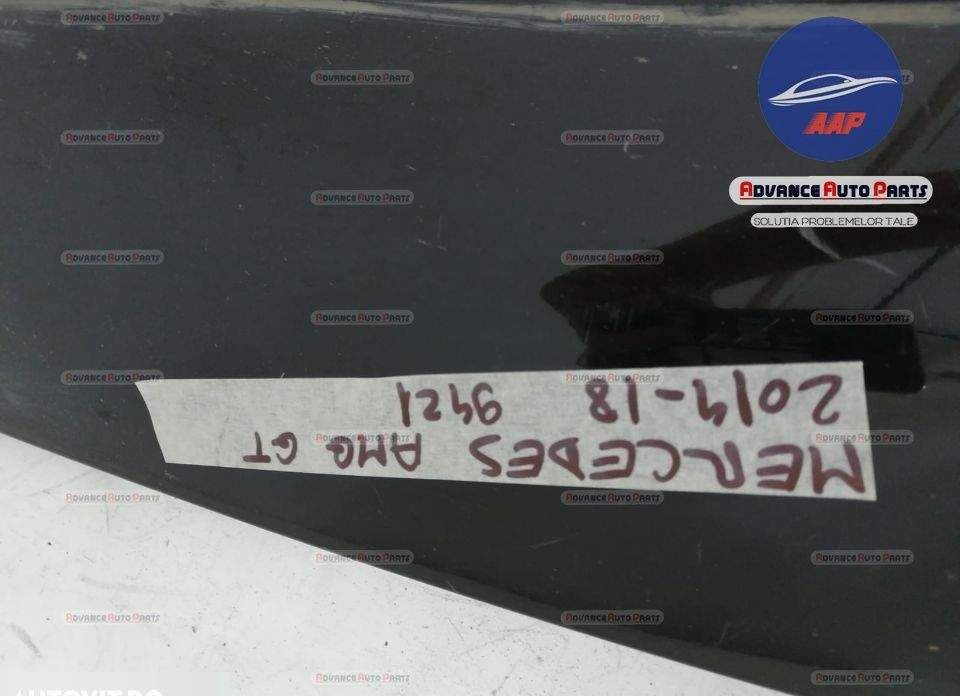 AAP
ADVANCE AUTO PARTS
SOLUTIA PROBLEMELOR TALE
MERCEDES AMG GT
2014-18 9421